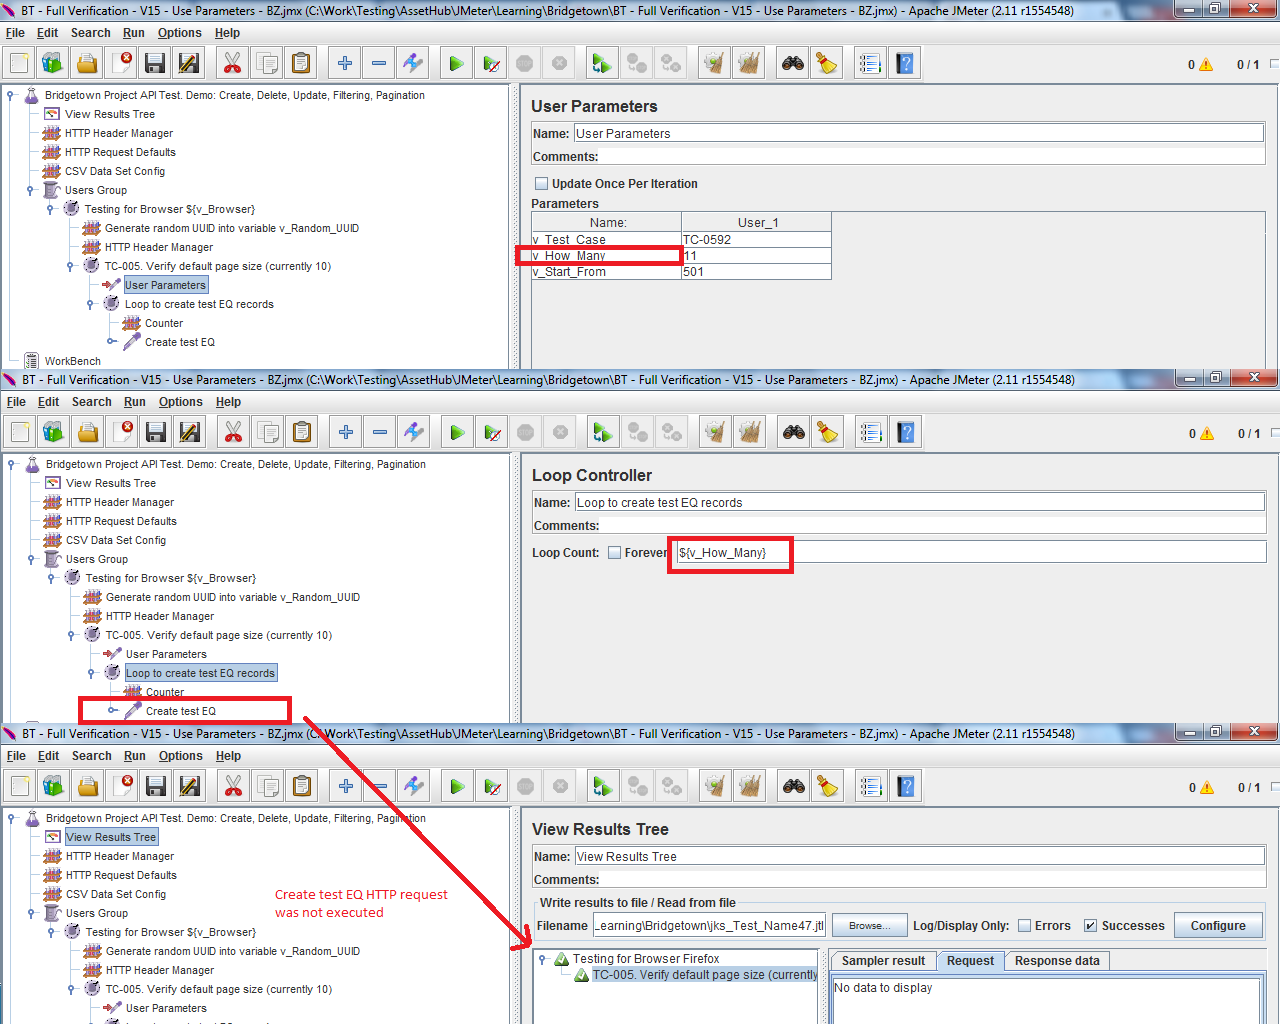 BT - Full Verification - V15 - Use Parameters - BZ.jmx (C:\Work\Testing\AssetHub\JMeter\Learning\Bridgetown\BT - Full Verification - V15 - Use Parameters - BZ.jmx) - Apache JMeter (2.11 r1554548)
File Edit Search Run Options Help
0 0 / 1
Bridgetown Project API Test. Demo: Create, Delete, Update, Filtering, Pagination
View Results Tree
HTTP Header Manager
HTTP Request Defaults
CSV Data Set Config
Users Group
Testing for Browser ${v_Browser}
Generate random UUID into variable v_Random_UUID
HTTP Header Manager
TC-005. Verify default page size (currently 10)
User Parameters
Loop to create test EQ records
Counter
Create test EQ
WorkBench
User Parameters
Name: User Parameters
Comments:
Update Once Per Iteration
Parameters
Name: User_1
v_Test_Case TC-0592
v_How_Many 11
v_Start_From 501
BT - Full Verification - V15 - Use Parameters - BZ.jmx (C:\Work\Testing\AssetHub\JMeter\Learning\Bridgetown\BT - Full Verification - V15 - Use Parameters - BZ.jmx) - Apache JMeter (2.11 r1554548)
File Edit Search Run Options Help
0 0 / 1
Bridgetown Project API Test. Demo: Create, Delete, Update, Filtering, Pagination
View Results Tree
HTTP Header Manager
HTTP Request Defaults
CSV Data Set Config
Users Group
Testing for Browser ${v_Browser}
Generate random UUID into variable v_Random_UUID
HTTP Header Manager
TC-005. Verify default page size (currently 10)
User Parameters
Loop to create test EQ records
Counter
Create test EQ
Loop Controller
Name: Loop to create test EQ records
Comments:
Loop Count: Forever ${v_How_Many}
BT - Full Verification - V15 - Use Parameters - BZ.jmx (C:\Work\Testing\AssetHub\JMeter\Learning\Bridgetown\BT - Full Verification - V15 - Use Parameters - BZ.jmx) - Apache JMeter (2.11 r1554548)
File Edit Search Run Options Help
0 0 / 1
Bridgetown Project API Test. Demo: Create, Delete, Update, Filtering, Pagination
View Results Tree
HTTP Header Manager
HTTP Request Defaults
CSV Data Set Config
Users Group
Testing for Browser ${v_Browser}
Generate random UUID into variable v_Random_UUID
HTTP Header Manager
TC-005. Verify default page size (currently 10)
User Parameters
Create test EQ HTTP request
was not executed
View Results Tree
Name: View Results Tree
Comments:
Write results to file / Read from file
Filename .Learning\Bridgetown\jks_Test_Name47.jtl Browse... Log/Display Only: Errors Successes Configure
Testing for Browser Firefox
TC-005. Verify default page size (currently
Sampler result Request Response data
No data to display